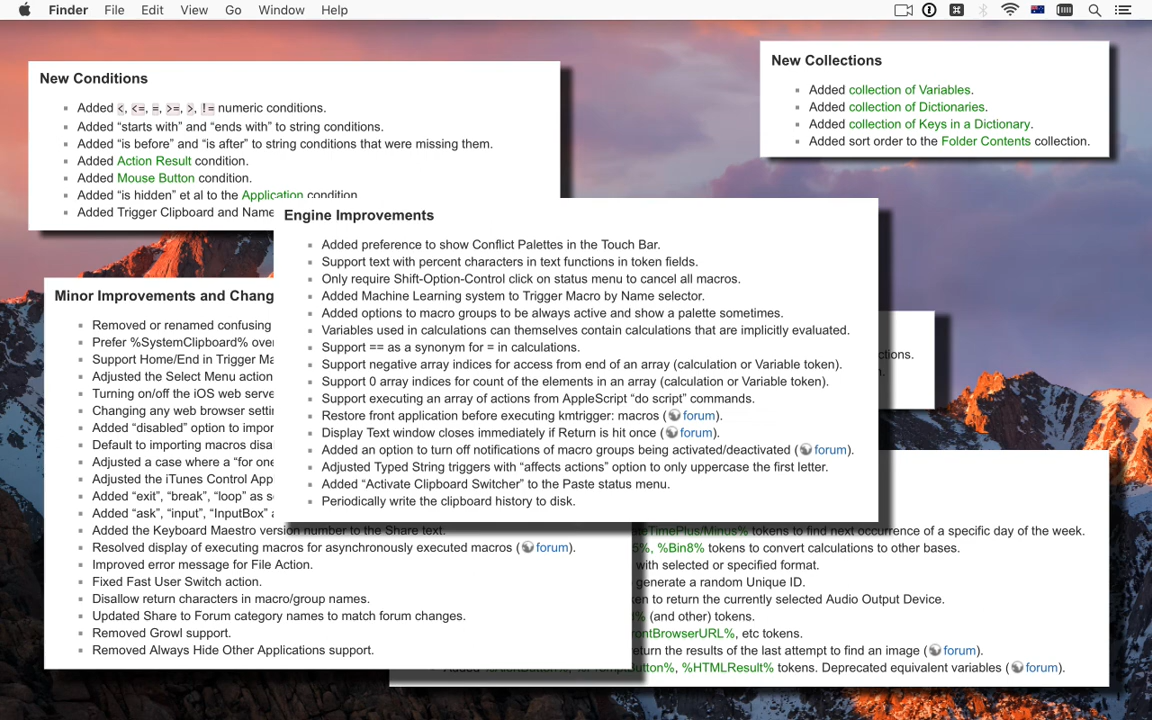 Finder File Edit View Go Window Help
New Conditions
Added <, <=, =, >=, >, != numeric conditions.
Added “starts with” and “ends with” to string conditions.
Added “is before” and “is after” to string conditions that were missing them.
Added Action Result condition.
Added Mouse Button condition.
Added “is hidden” et al to the Application condition
Added Trigger Clipboard and Name
New Collections
Added collection of Variables.
Added collection of Dictionaries.
Added collection of Keys in a Dictionary.
Added sort order to the Folder Contents collection.
Engine Improvements
Added preference to show Conflict Palettes in the Touch Bar.
Support text with percent characters in text functions in token fields.
Only require Shift-Option-Control click on status menu to cancel all macros.
Added Machine Learning system to Trigger Macro by Name selector.
Added options to macro groups to be always active and show a palette sometimes.
Variables used in calculations can themselves contain calculations that are implicitly evaluated.
Support == as a synonym for = in calculations.
Support negative array indices for access from end of an array (calculation or Variable token).
Support 0 array indices for count of the elements in an array (calculation or Variable token).
Support executing an array of actions from AppleScript “do script” commands.
Restore front application before executing kmtrigger: macros (forum).
Display Text window closes immediately if Return is hit once (forum).
Added an option to turn off notifications of macro groups being activated/deactivated (forum).
Adjusted Typed String triggers with “affects actions” option to only uppercase the first letter.
Added “Activate Clipboard Switcher” to the Paste status menu.
Periodically write the clipboard history to disk.
Minor Improvements and Chang
Removed or renamed confusing
Prefer %SystemClipboard% over
Support Home/End in Trigger Ma
Adjusted the Select Menu action
Turning on/off the iOS web serve
Changing any web browser settin
Added “disabled” option to impor
Default to importing macros disa
Adjusted a case where a “for one
Adjusted the iTunes Control App
Added “exit”, “break”, “loop” as s
Added “ask”, “input”, “InputBox”
Added the Keyboard Maestro version number to the Share text.
Resolved display of executing macros for asynchronously executed macros (forum).
Improved error message for File Action.
Fixed Fast User Switch action.
Disallow return characters in macro/group names.
Updated Share to Forum category names to match forum changes.
Removed Growl support.
Removed Always Hide Other Applications support.
ctions.
ateTimePlus/Minus% tokens to find next occurrence of a specific day of the week.
%, %Bin8% tokens to convert calculations to other bases.
with selected or specified format.
generate a random Unique ID.
en to return the currently selected Audio Output Device.
% (and other) tokens.
rontBrowserURL%, etc tokens.
eturn the results of the last attempt to find an image (forum).
Button%, %HTMLResult% tokens. Deprecated equivalent variables (forum).